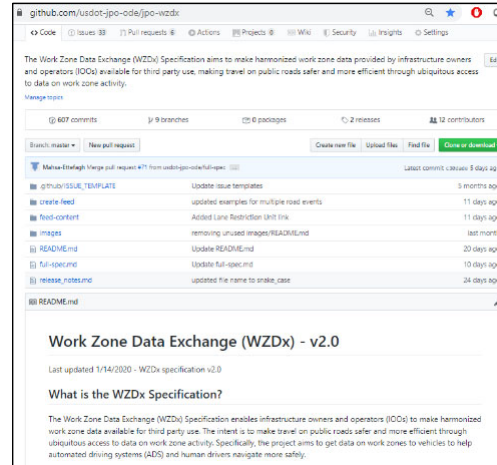 github.com/usdot-jpo-ode/jpo-wzdx
Code Issues 33 Pull requests 6 Actions Projects 8 Wiki Security Insights Settings
The Work Zone Data Exchange (WZDx) Specification aims to make harmonized work zone data provided by infrastructure owners Ed
and operators (IOOs) available for third party use, making travel on public roads safer and more efficient through ubiquitous access
to data on work zone activity.
Manage topics
607 commits 9 branches 0 packages 2 releases 12 contributors
Branch: master New pull request Create new file Upload files Find file Clone or download
Mahsa-Ettefagh Merge pull request #71 from usdot-jpo-ode/full-spec Latest commit 8 days ago
.github/ISSUE_TEMPLATE Update issue templates 5 months ago
create-feed updated examples for multiple road events 11 days ago
feed-content Added Lane Restriction Unit link 11 days ago
images removing unused images/README.md last month
README.md Update README.md 20 days ago
full-spec.md Update full-spec.md 10 days ago
release_notes.md updated file name to snake_case 24 days ago
README.md
Work Zone Data Exchange (WZDx) - v2.0
Last updated 1/14/2020 - WZDx specification v2.0
What is the WZDx Specification?
The Work Zone Data Exchange (WZDx) Specification enables infrastructure owners and operators (IOOs) to make harmonized
work zone data available for third party use. The intent is to make travel on public roads safer and more efficient through
ubiquitous access to data on work zone activity. Specifically, the project aims to get data on work zones to vehicles to help
automated driving systems (ADS) and human drivers navigate more safely.